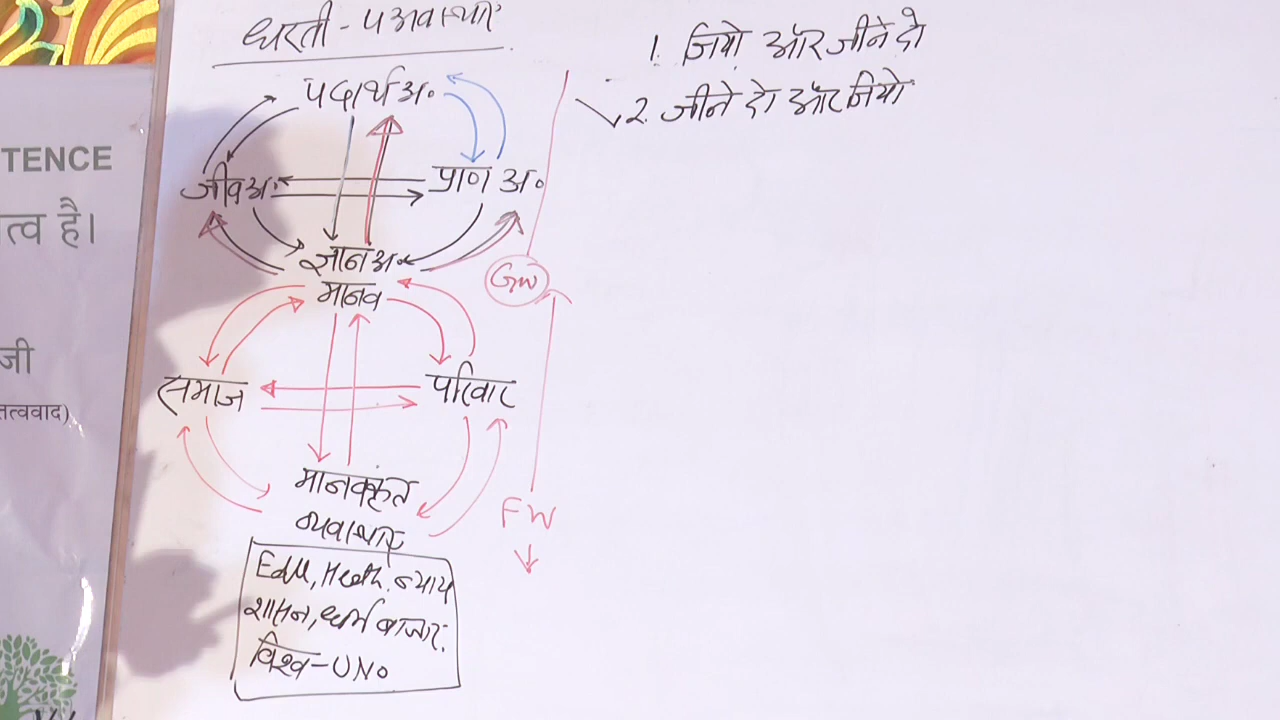 TENCE
त्व है।
जी
तत्ववाद)
धरती - 4 अवस्थाएं
पदार्थ अ०
जीव अ०
प्राण अ०
ज्ञान अ०
मानव
GW
समाज
परिवार
मानवकृत
व्यवस्थाएं
FW
Edu, Health, न्याय
शासन, धर्म बाजार.
विश्व - UNO
1. जियो और जीने दो
२. जीने दो और जियो